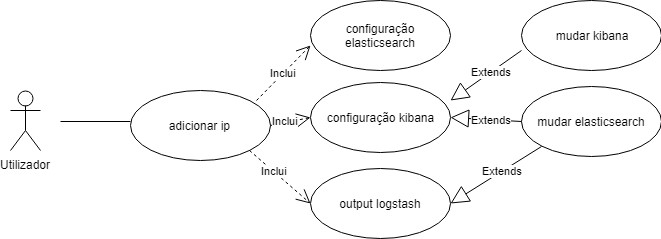 configuração
elasticsearch
mudar kibana
Inclui
Extends
adicionar ip
Inclui
configuração kibana
Extends
mudar elasticsearch
Utilizador
Inclui
Extends
output logstash